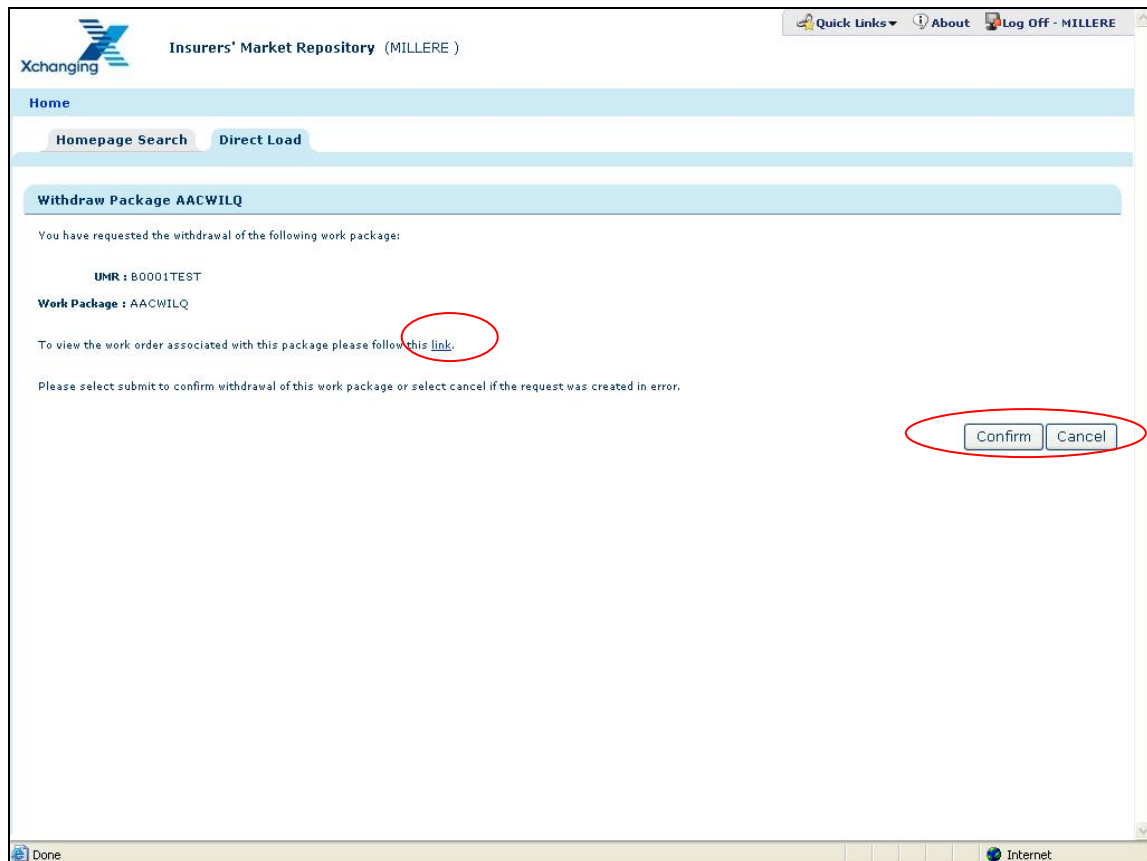 Quick Links About Log Off - MILLERE
Xchanging
Insurers' Market Repository (MILLERE )
Home
Homepage Search Direct Load
Withdraw Package AACWILQ
You have requested the withdrawal of the following work package:
UMR : B0001TEST
Work Package : AACWILQ
To view the work order associated with this package please follow this link.
Please select submit to confirm withdrawal of this work package or select cancel if the request was created in error.
Confirm Cancel
Done Internet